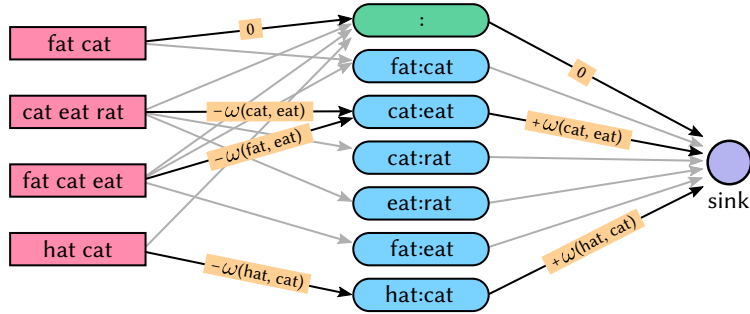 fat cat
cat eat rat
fat cat eat
hat cat
0
−ω(cat, eat)
−ω(fat, eat)
−ω(hat, cat)
:
fat:cat
cat:eat
cat:rat
eat:rat
fat:eat
hat:cat
0
+ω(cat, eat)
+ω(hat, cat)
sink